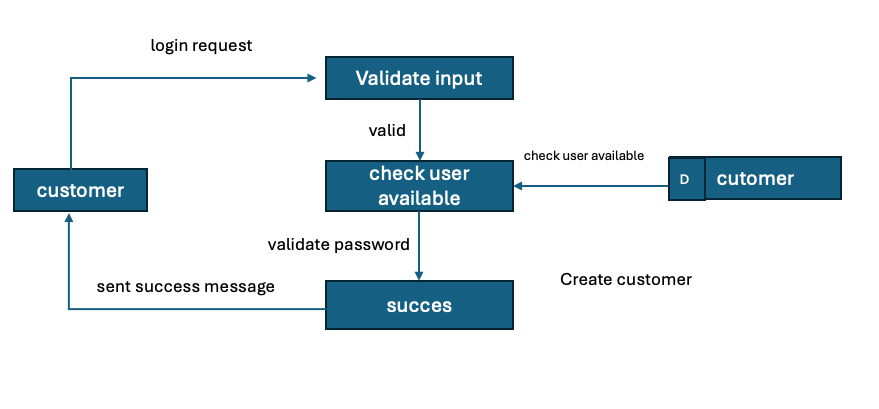 login request
Validate input
valid
check user available
customer
check user
available
D
cutomer
validate password
Create customer
sent success message
succes